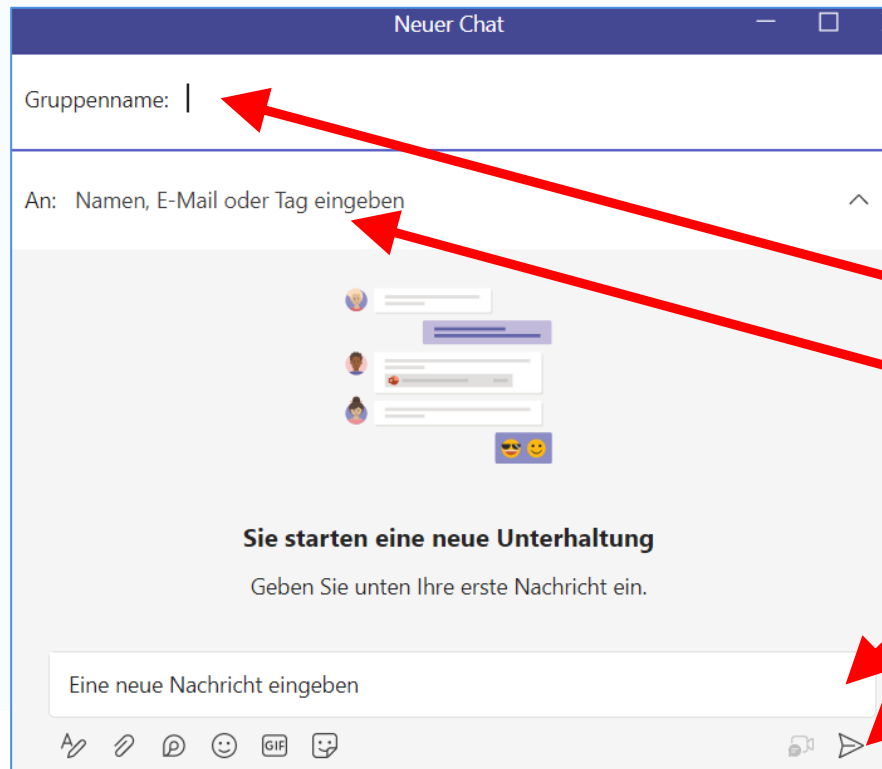 Neuer Chat
Gruppenname:
An: Namen, E-Mail oder Tag eingeben
Sie starten eine neue Unterhaltung
Geben Sie unten Ihre erste Nachricht ein.
Eine neue Nachricht eingeben
GIF